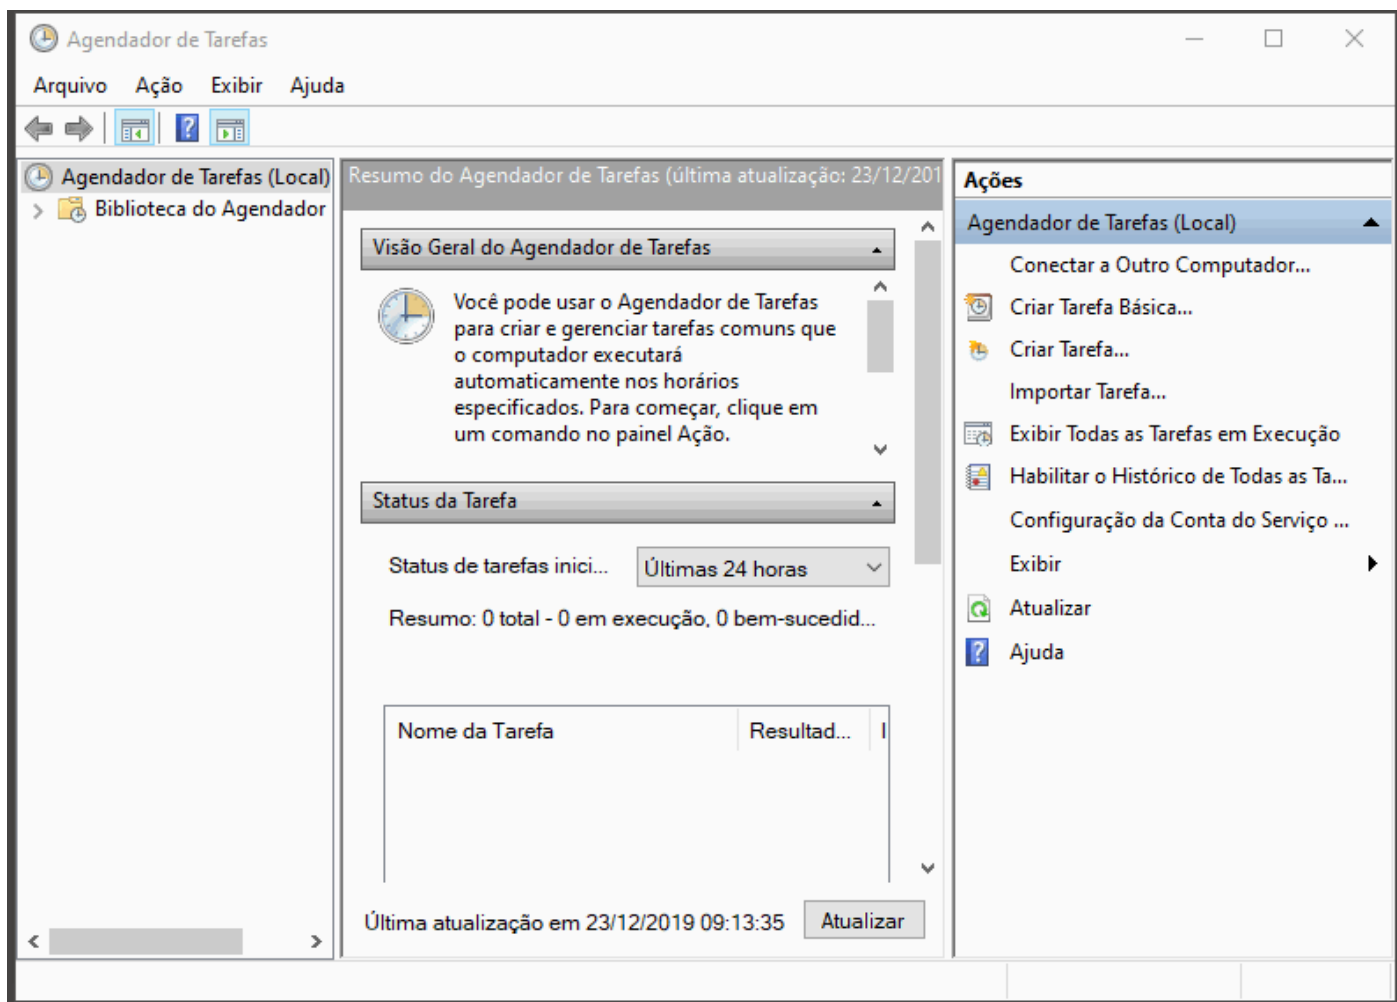 Agendador de Tarefas
Arquivo Ação Exibir Ajuda
Agendador de Tarefas (Local)
Biblioteca do Agendador
Resumo do Agendador de Tarefas (última atualização: 23/12/201
Visão Geral do Agendador de Tarefas
Você pode usar o Agendador de Tarefas
para criar e gerenciar tarefas comuns que
o computador executará
automaticamente nos horários
especificados. Para começar, clique em
um comando no painel Ação.
Status da Tarefa
Status de tarefas inici... Últimas 24 horas
Resumo: 0 total - 0 em execução, 0 bem-sucedid...
Nome da Tarefa Resultad... I
Última atualização em 23/12/2019 09:13:35 Atualizar
Ações
Agendador de Tarefas (Local)
Conectar a Outro Computador...
Criar Tarefa Básica...
Criar Tarefa...
Importar Tarefa...
Exibir Todas as Tarefas em Execução
Habilitar o Histórico de Todas as Ta...
Configuração da Conta do Serviço ...
Exibir
Atualizar
Ajuda